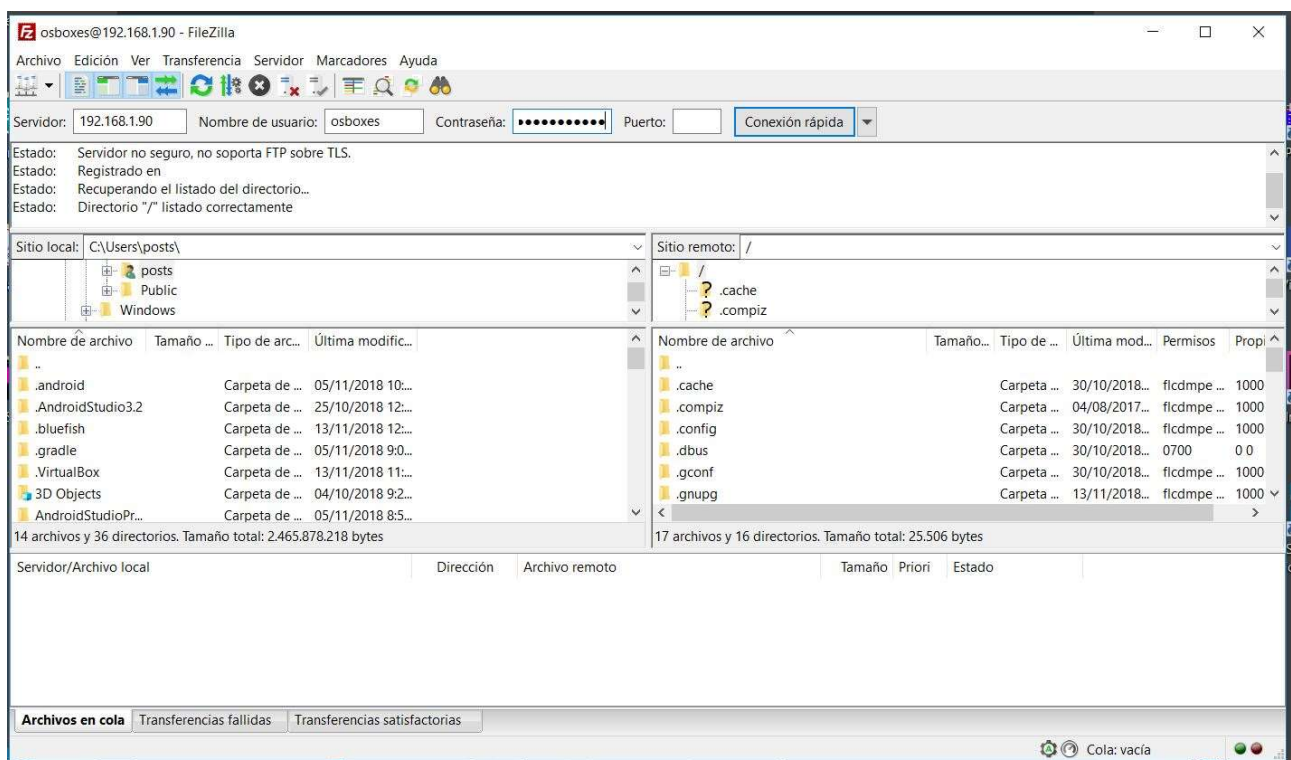 osboxes@192.168.1.90 - FileZilla
Archivo Edición Ver Transferencia Servidor Marcadores Ayuda
Servidor: 192.168.1.90 Nombre de usuario: osboxes Contraseña: ●●●●●●●●●●● Puerto: Conexión rápida
Estado: Servidor no seguro, no soporta FTP sobre TLS.
Estado: Registrado en
Estado: Recuperando el listado del directorio...
Estado: Directorio "/" listado correctamente
Sitio local: C:\Users\posts\
posts
Public
Windows
Sitio remoto: /
/
.cache
.compiz
Nombre de archivo Tamaño ... Tipo de arc... Última modific...
..
.android Carpeta de ... 05/11/2018 10:...
.AndroidStudio3.2 Carpeta de ... 25/10/2018 12:...
.bluefish Carpeta de ... 13/11/2018 12:...
.gradle Carpeta de ... 05/11/2018 9:0...
.VirtualBox Carpeta de ... 13/11/2018 11:...
3D Objects Carpeta de ... 04/10/2018 9:2...
AndroidStudioPr... Carpeta de ... 05/11/2018 8:5...
14 archivos y 36 directorios. Tamaño total: 2.465.878.218 bytes
Nombre de archivo Tamaño... Tipo de ... Última mod... Permisos Propi
..
.cache Carpeta ... 30/10/2018... flcdmpe ... 1000
.compiz Carpeta ... 04/08/2017... flcdmpe ... 1000
.config Carpeta ... 30/10/2018... flcdmpe ... 1000
.dbus Carpeta ... 30/10/2018... 0700 0 0
.gconf Carpeta ... 30/10/2018... flcdmpe ... 1000
.gnupg Carpeta ... 13/11/2018... flcdmpe ... 1000
17 archivos y 16 directorios. Tamaño total: 25.506 bytes
Servidor/Archivo local Dirección Archivo remoto Tamaño Priori Estado
Archivos en cola Transferencias fallidas Transferencias satisfactorias
Cola: vacía